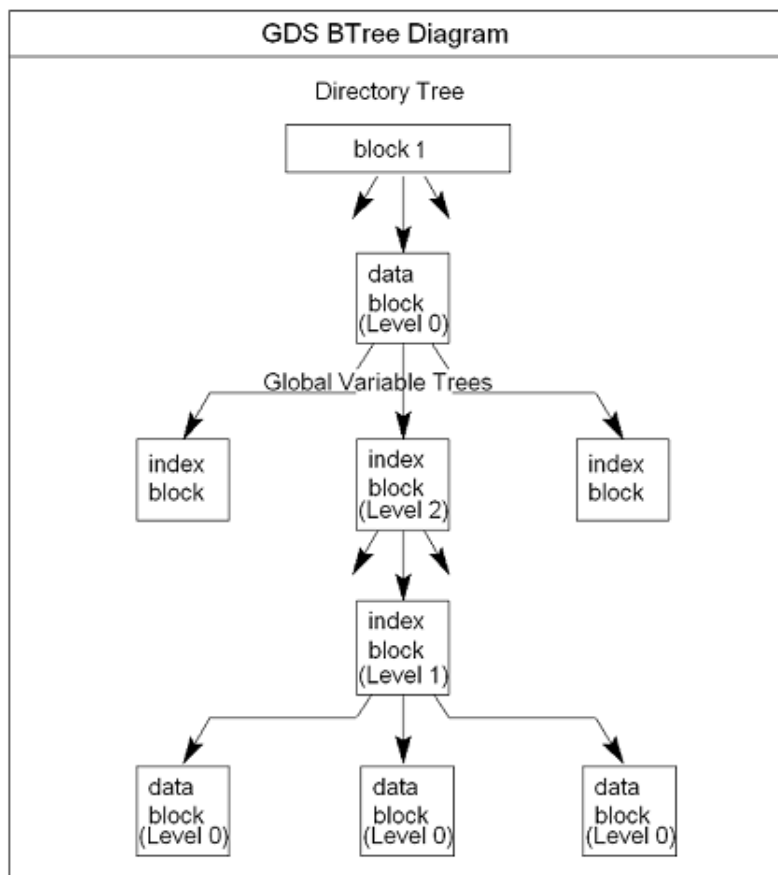 GDS BTree Diagram
Directory Tree
block 1
data
block
(Level 0)
Global Variable Trees
index
block
index
block
(Level 2)
index
block
index
block
(Level 1)
data
block
(Level 0)
data
block
(Level 0)
data
block
(Level 0)